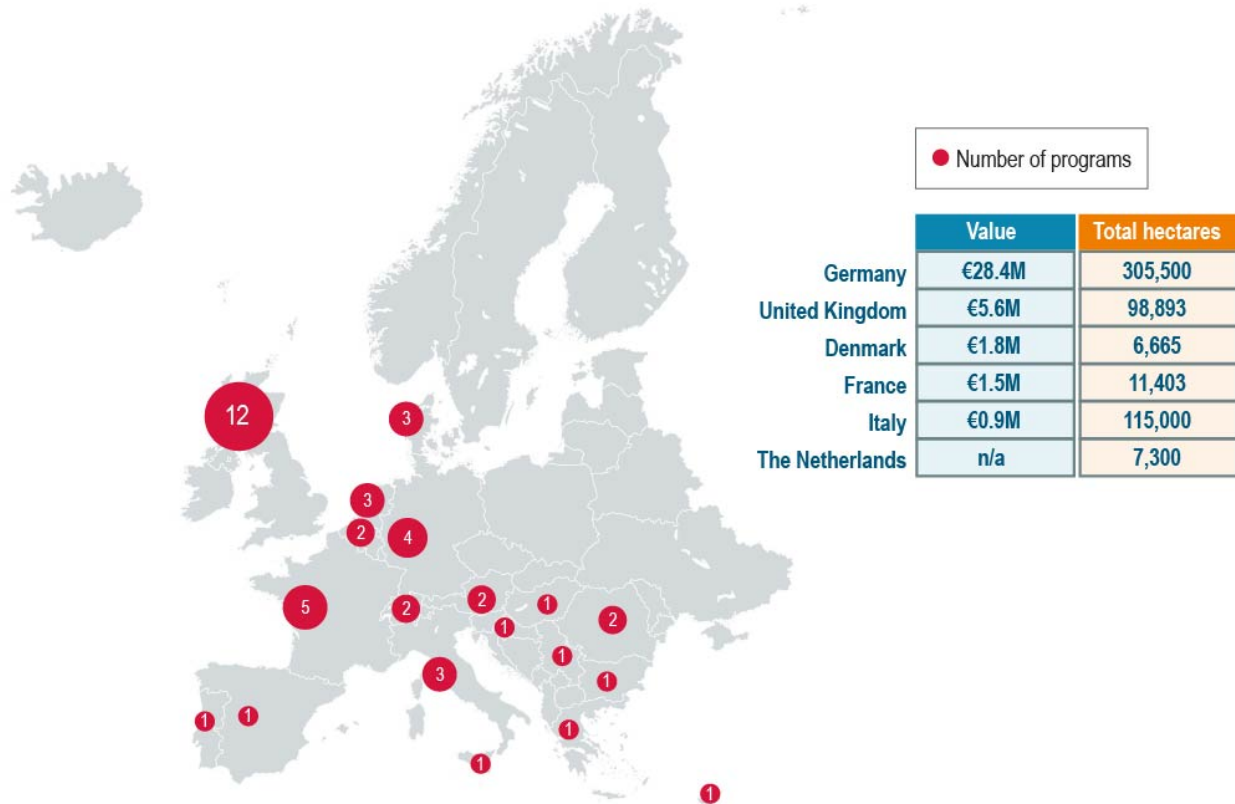 Number of programs
Value Total hectares
Germany €28.4M 305,500
United Kingdom €5.6M 98,893
Denmark €1.8M 6,665
France €1.5M 11,403
Italy €0.9M 115,000
The Netherlands n/a 7,300
12
3
3
2
4
5
2
2
1
2
1
1
3
1
1
1
1
1
1